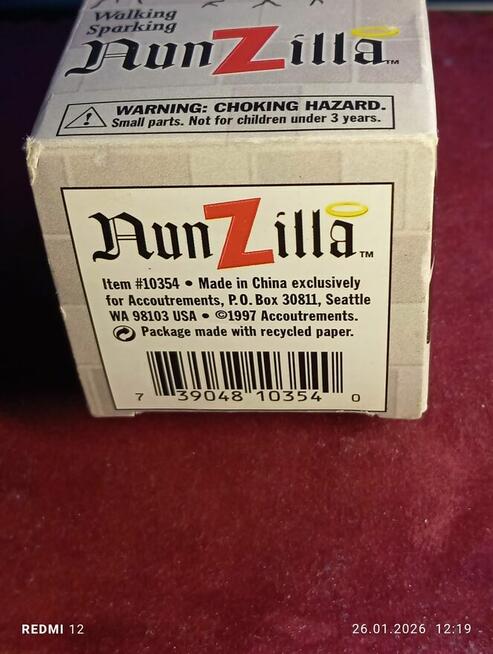 Walking
Sparking
NunZilla™
WARNING: CHOKING HAZARD.
Small parts. Not for children under 3 years.
NunZilla™
Item #10354 • Made in China exclusively
for Accoutrements, P.O. Box 30811, Seattle
WA 98103 USA • ©1997 Accoutrements.
Package made with recycled paper.
7 39048 10354 0
REDMI 12
26.01.2026 12:19